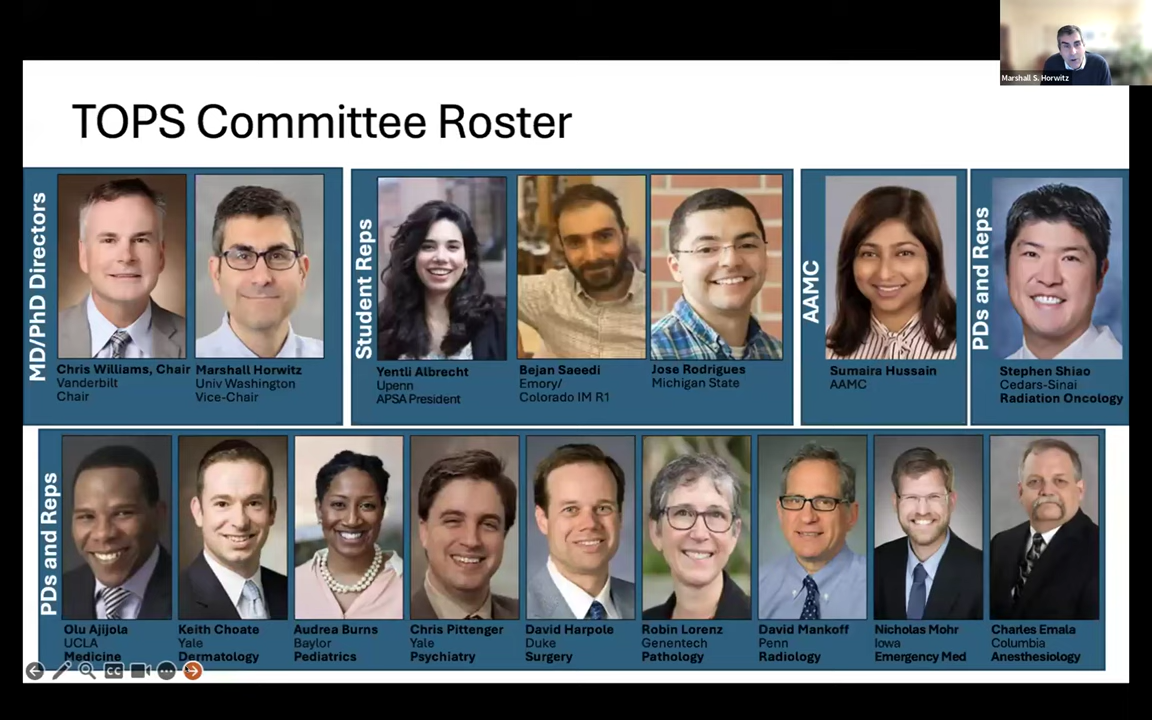 Marshall S. Horwitz
TOPS Committee Roster
MD/PhD Directors
Chris Williams, Chair
Vanderbilt
Chair
Marshall Horwitz
Univ Washington
Vice-Chair
Student Reps
Yentli Albrecht
Upenn
APSA President
Bejan Saeedi
Emory/
Colorado IM R1
Jose Rodrigues
Michigan State
AAMC
Sumaira Hussain
AAMC
PDs and Reps
Stephen Shiao
Cedars-Sinai
Radiation Oncology
PDs and Reps
Olu Ajijola
UCLA
Medicine
Keith Choate
Yale
Dermatology
Audrea Burns
Baylor
Pediatrics
Chris Pittenger
Yale
Psychiatry
David Harpole
Duke
Surgery
Robin Lorenz
Genentech
Pathology
David Mankoff
Penn
Radiology
Nicholas Mohr
Iowa
Emergency Med
Charles Emala
Columbia
Anesthesiology
CC